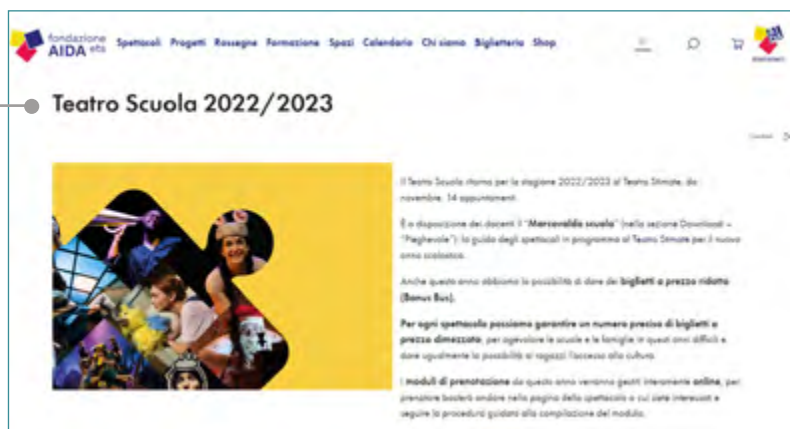 fondazione
AIDA ets
Spettacoli Progetti Rassegne Formazione Spazi Calendario Chi siamo Biglietteria Shop
Teatro Scuola 2022/2023
Il Teatro Scuola ritorna per la stagione 2022/2023 al Teatro Stimate, da
novembre. 14 appuntamenti.
È a disposizione dei docenti il "Marcovaldo scuola" (nella sezione Download –
"Pieghevole"): la guida degli spettacoli in programma al Teatro Stimate per il nuovo
anno scolastico.
Anche questo anno abbiamo la possibilità di dare dei biglietti a prezzo ridotto
(Bonus Bus).
Per ogni spettacolo possiamo garantire un numero preciso di biglietti a
prezzo dimezzato, per agevolare le scuole e le famiglie in questi anni difficili e
dare ugualmente la possibilità ai ragazzi l'accesso alla cultura.
I moduli di prenotazione da questo anno verranno gestiti interamente online, per
prenotare basterà andare nella pagina dello spettacolo a cui siete interessati e
seguire la procedura guidata alla compilazione del modulo.